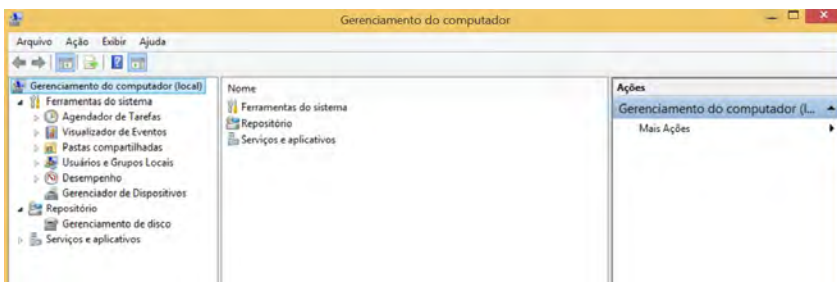 Gerenciamento do computador
Arquivo Ação Exibir Ajuda
Gerenciamento do computador (local)
Ferramentas do sistema
Agendador de Tarefas
Visualizador de Eventos
Pastas compartilhadas
Usuários e Grupos Locais
Desempenho
Gerenciador de Dispositivos
Repositório
Gerenciamento de disco
Serviços e aplicativos
Nome
Ferramentas do sistema
Repositório
Serviços e aplicativos
Ações
Gerenciamento do computador (l...
Mais Ações